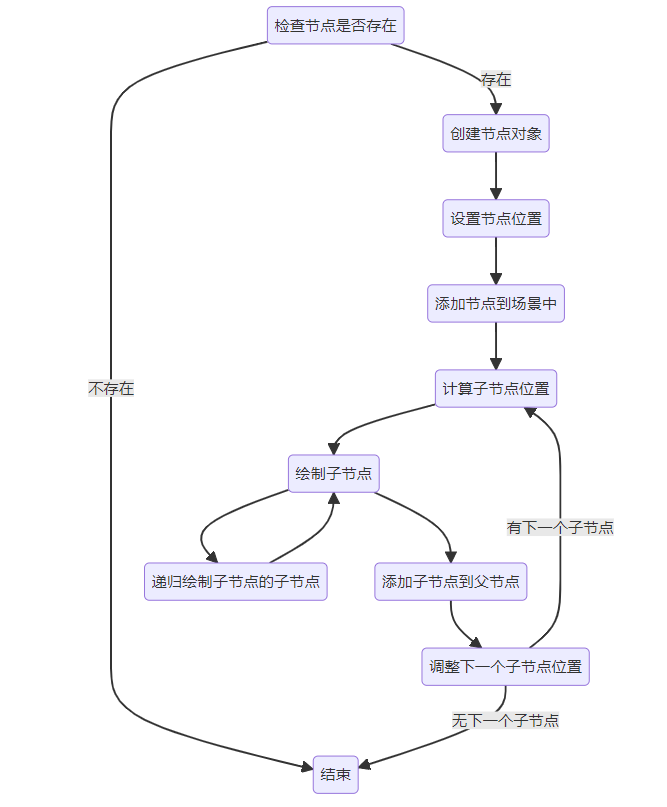 检查节点是否存在
存在
创建节点对象
设置节点位置
添加节点到场景中
不存在
计算子节点位置
绘制子节点
有下一个子节点
递归绘制子节点的子节点
添加子节点到父节点
调整下一个子节点位置
无下一个子节点
结束